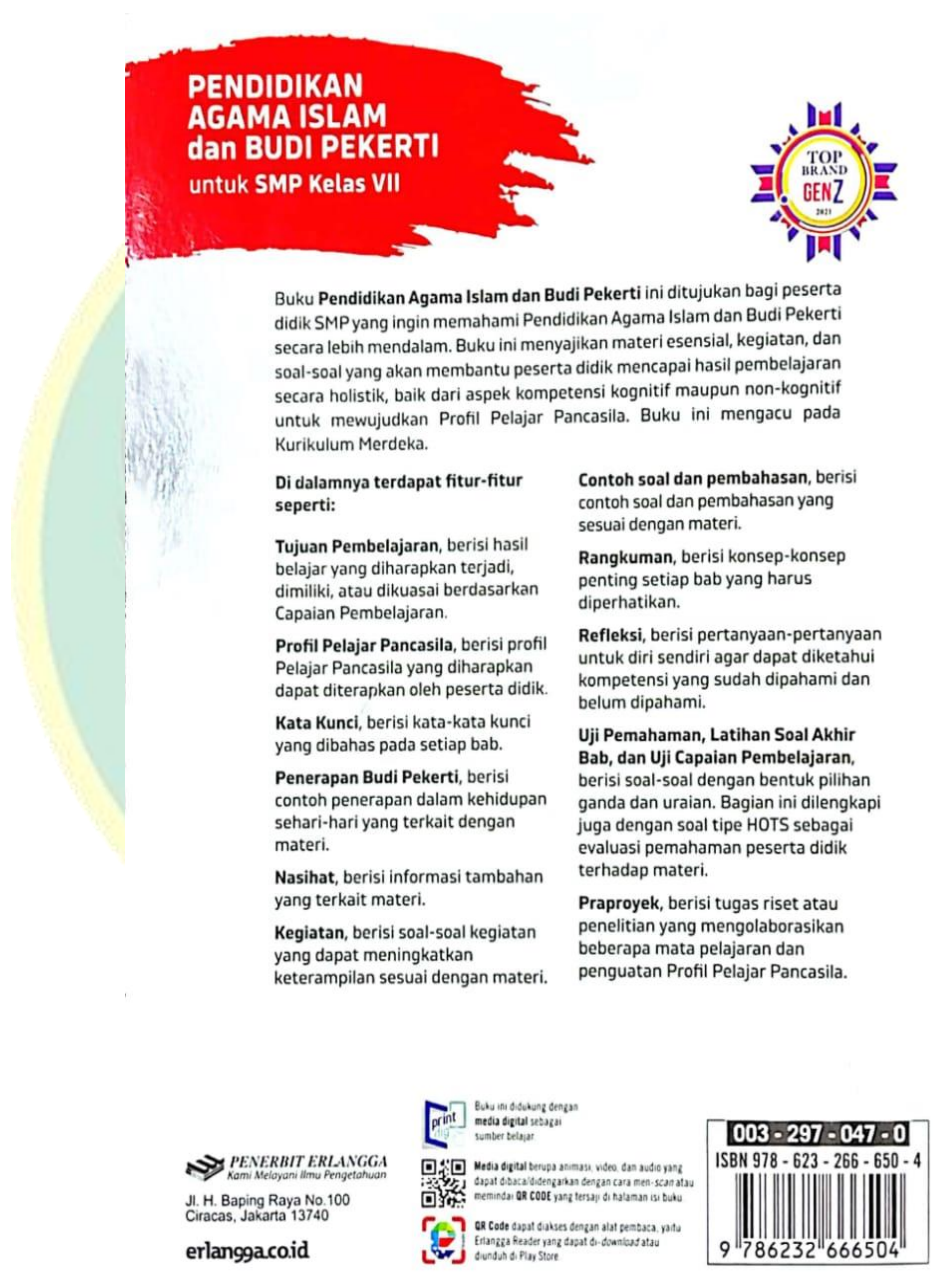 PENDIDIKAN
AGAMA ISLAM
dan BUDI PEKERTI
untuk SMP Kelas VII
TOP
BRAND
GENZ
2021
Buku Pendidikan Agama Islam dan Budi Pekerti ini ditujukan bagi peserta
didik SMP yang ingin memahami Pendidikan Agama Islam dan Budi Pekerti
secara lebih mendalam. Buku ini menyajikan materi esensial, kegiatan, dan
soal-soal yang akan membantu peserta didik mencapai hasil pembelajaran
secara holistik, baik dari aspek kompetensi kognitif maupun non-kognitif
untuk mewujudkan Profil Pelajar Pancasila. Buku ini mengacu pada
Kurikulum Merdeka.
Di dalamnya terdapat fitur-fitur
seperti:
Tujuan Pembelajaran, berisi hasil
belajar yang diharapkan terjadi,
dimiliki, atau dikuasai berdasarkan
Capaian Pembelajaran.
Profil Pelajar Pancasila, berisi profil
Pelajar Pancasila yang diharapkan
dapat diterapkan oleh peserta didik.
Kata Kunci, berisi kata-kata kunci
yang dibahas pada setiap bab.
Penerapan Budi Pekerti, berisi
contoh penerapan dalam kehidupan
sehari-hari yang terkait dengan
materi.
Nasihat, berisi informasi tambahan
yang terkait materi.
Kegiatan, berisi soal-soal kegiatan
yang dapat meningkatkan
keterampilan sesuai dengan materi.
Contoh soal dan pembahasan, berisi
contoh soal dan pembahasan yang
sesuai dengan materi.
Rangkuman, berisi konsep-konsep
penting setiap bab yang harus
diperhatikan.
Refleksi, berisi pertanyaan-pertanyaan
untuk diri sendiri agar dapat diketahui
kompetensi yang sudah dipahami dan
belum dipahami.
Uji Pemahaman, Latihan Soal Akhir
Bab, dan Uji Capaian Pembelajaran,
berisi soal-soal dengan bentuk pilihan
ganda dan uraian. Bagian ini dilengkapi
juga dengan soal tipe HOTS sebagai
evaluasi pemahaman peserta didik
terhadap materi.
Praproyek, berisi tugas riset atau
penelitian yang mengolaborasikan
beberapa mata pelajaran dan
penguatan Profil Pelajar Pancasila.
PENERBIT ERLANGGA
Kami Melayani Ilmu Pengetahuan
Jl. H. Baping Raya No.100
Ciracas, Jakarta 13740
erlangga.co.id
print
Buku ini didukung dengan
media digital sebagai
sumber belajar
Media digital berupa animasi, video, dan audio yang
dapat dibaca/didengarkan dengan cara men-scan atau
memindai QR CODE yang tersaji di halaman isi buku
QR Code dapat diakses dengan alat pembaca, yaitu
Erlangga Reader yang dapat di-download atau
diunduh di Play Store
003 - 297 - 047 - 0
ISBN 978 - 623 - 266 - 650 - 4
9 786232 666504